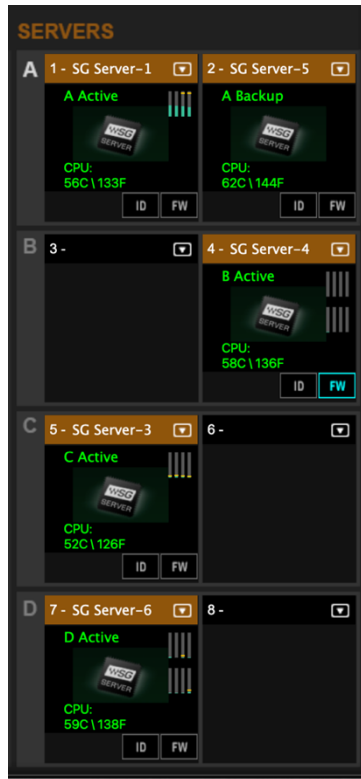 SERVERS
A
1 - SG Server-1
A Active
WSG
SERVER
CPU:
56C\133F
ID FW
2 - SG Server-5
A Backup
WSG
SERVER
CPU:
62C\144F
ID FW
B
3 -
4 - SG Server-4
B Active
WSG
SERVER
CPU:
58C\136F
ID FW
C
5 - SG Server-3
C Active
WSG
SERVER
CPU:
52C\126F
ID FW
6 -
D
7 - SG Server-6
D Active
WSG
SERVER
CPU:
59C\138F
ID FW
8 -